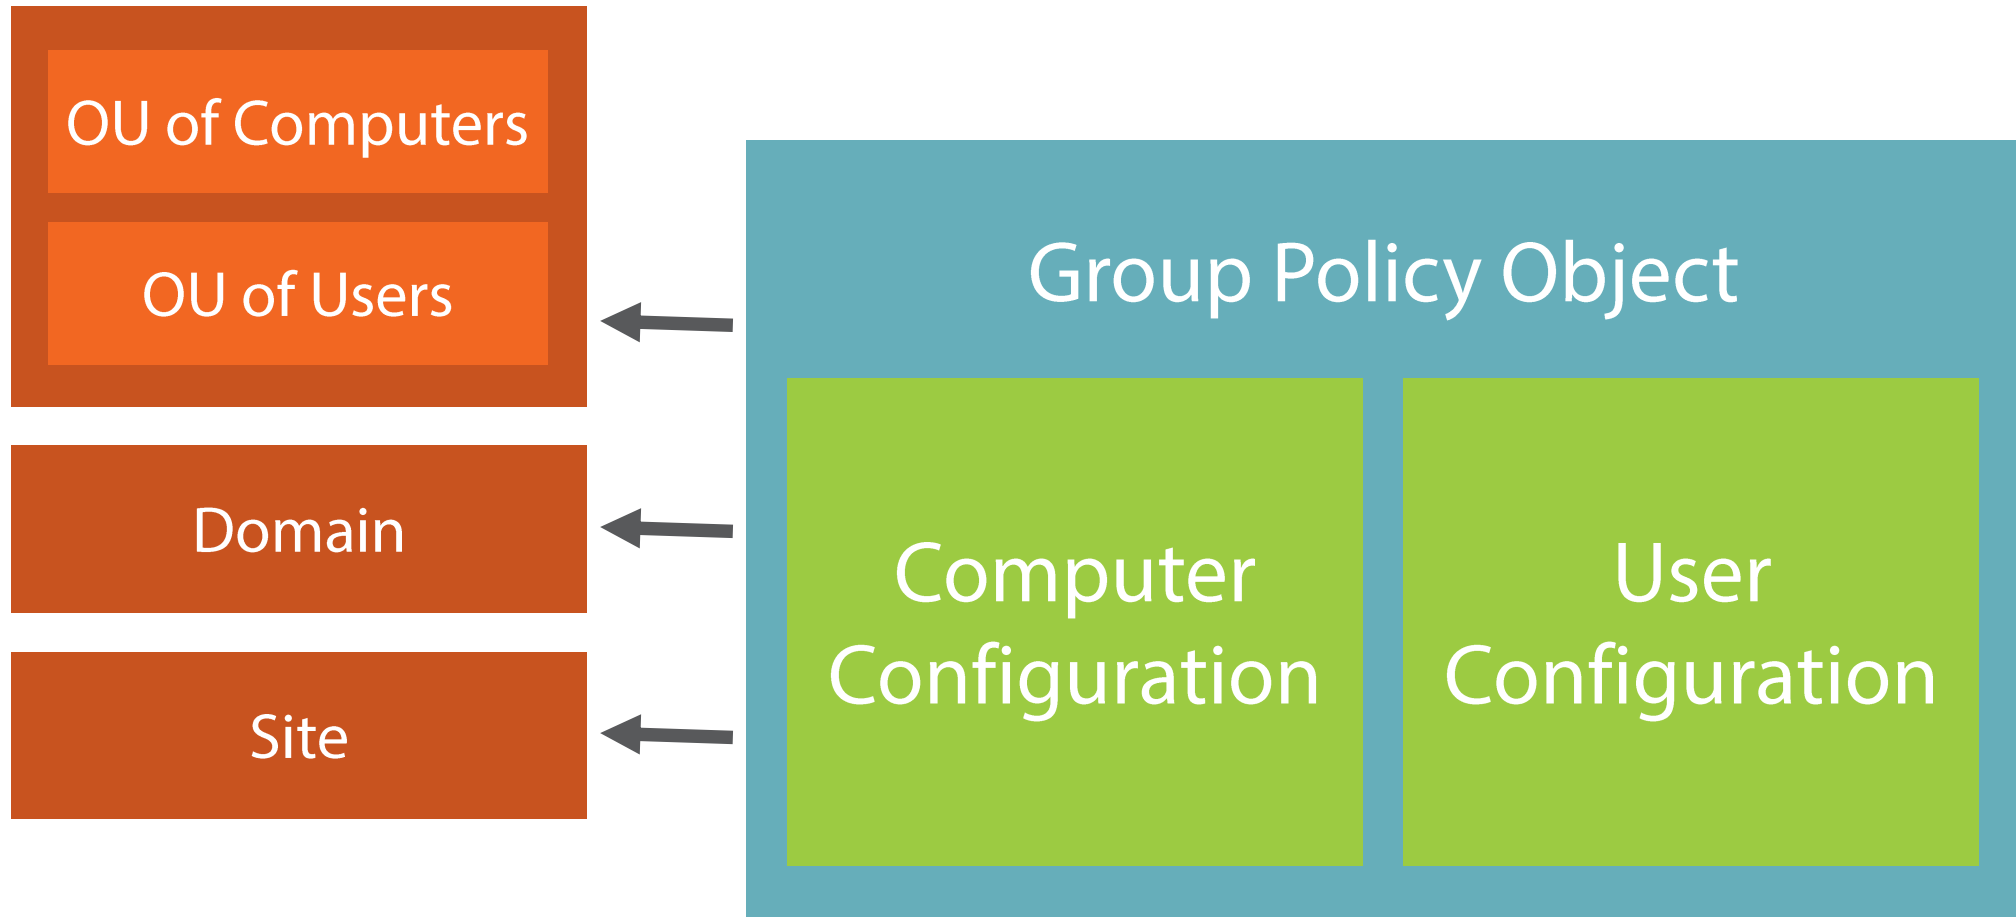 OU of Computers
OU of Users
Domain
Site
Group Policy Object
Computer
Configuration
User
Configuration